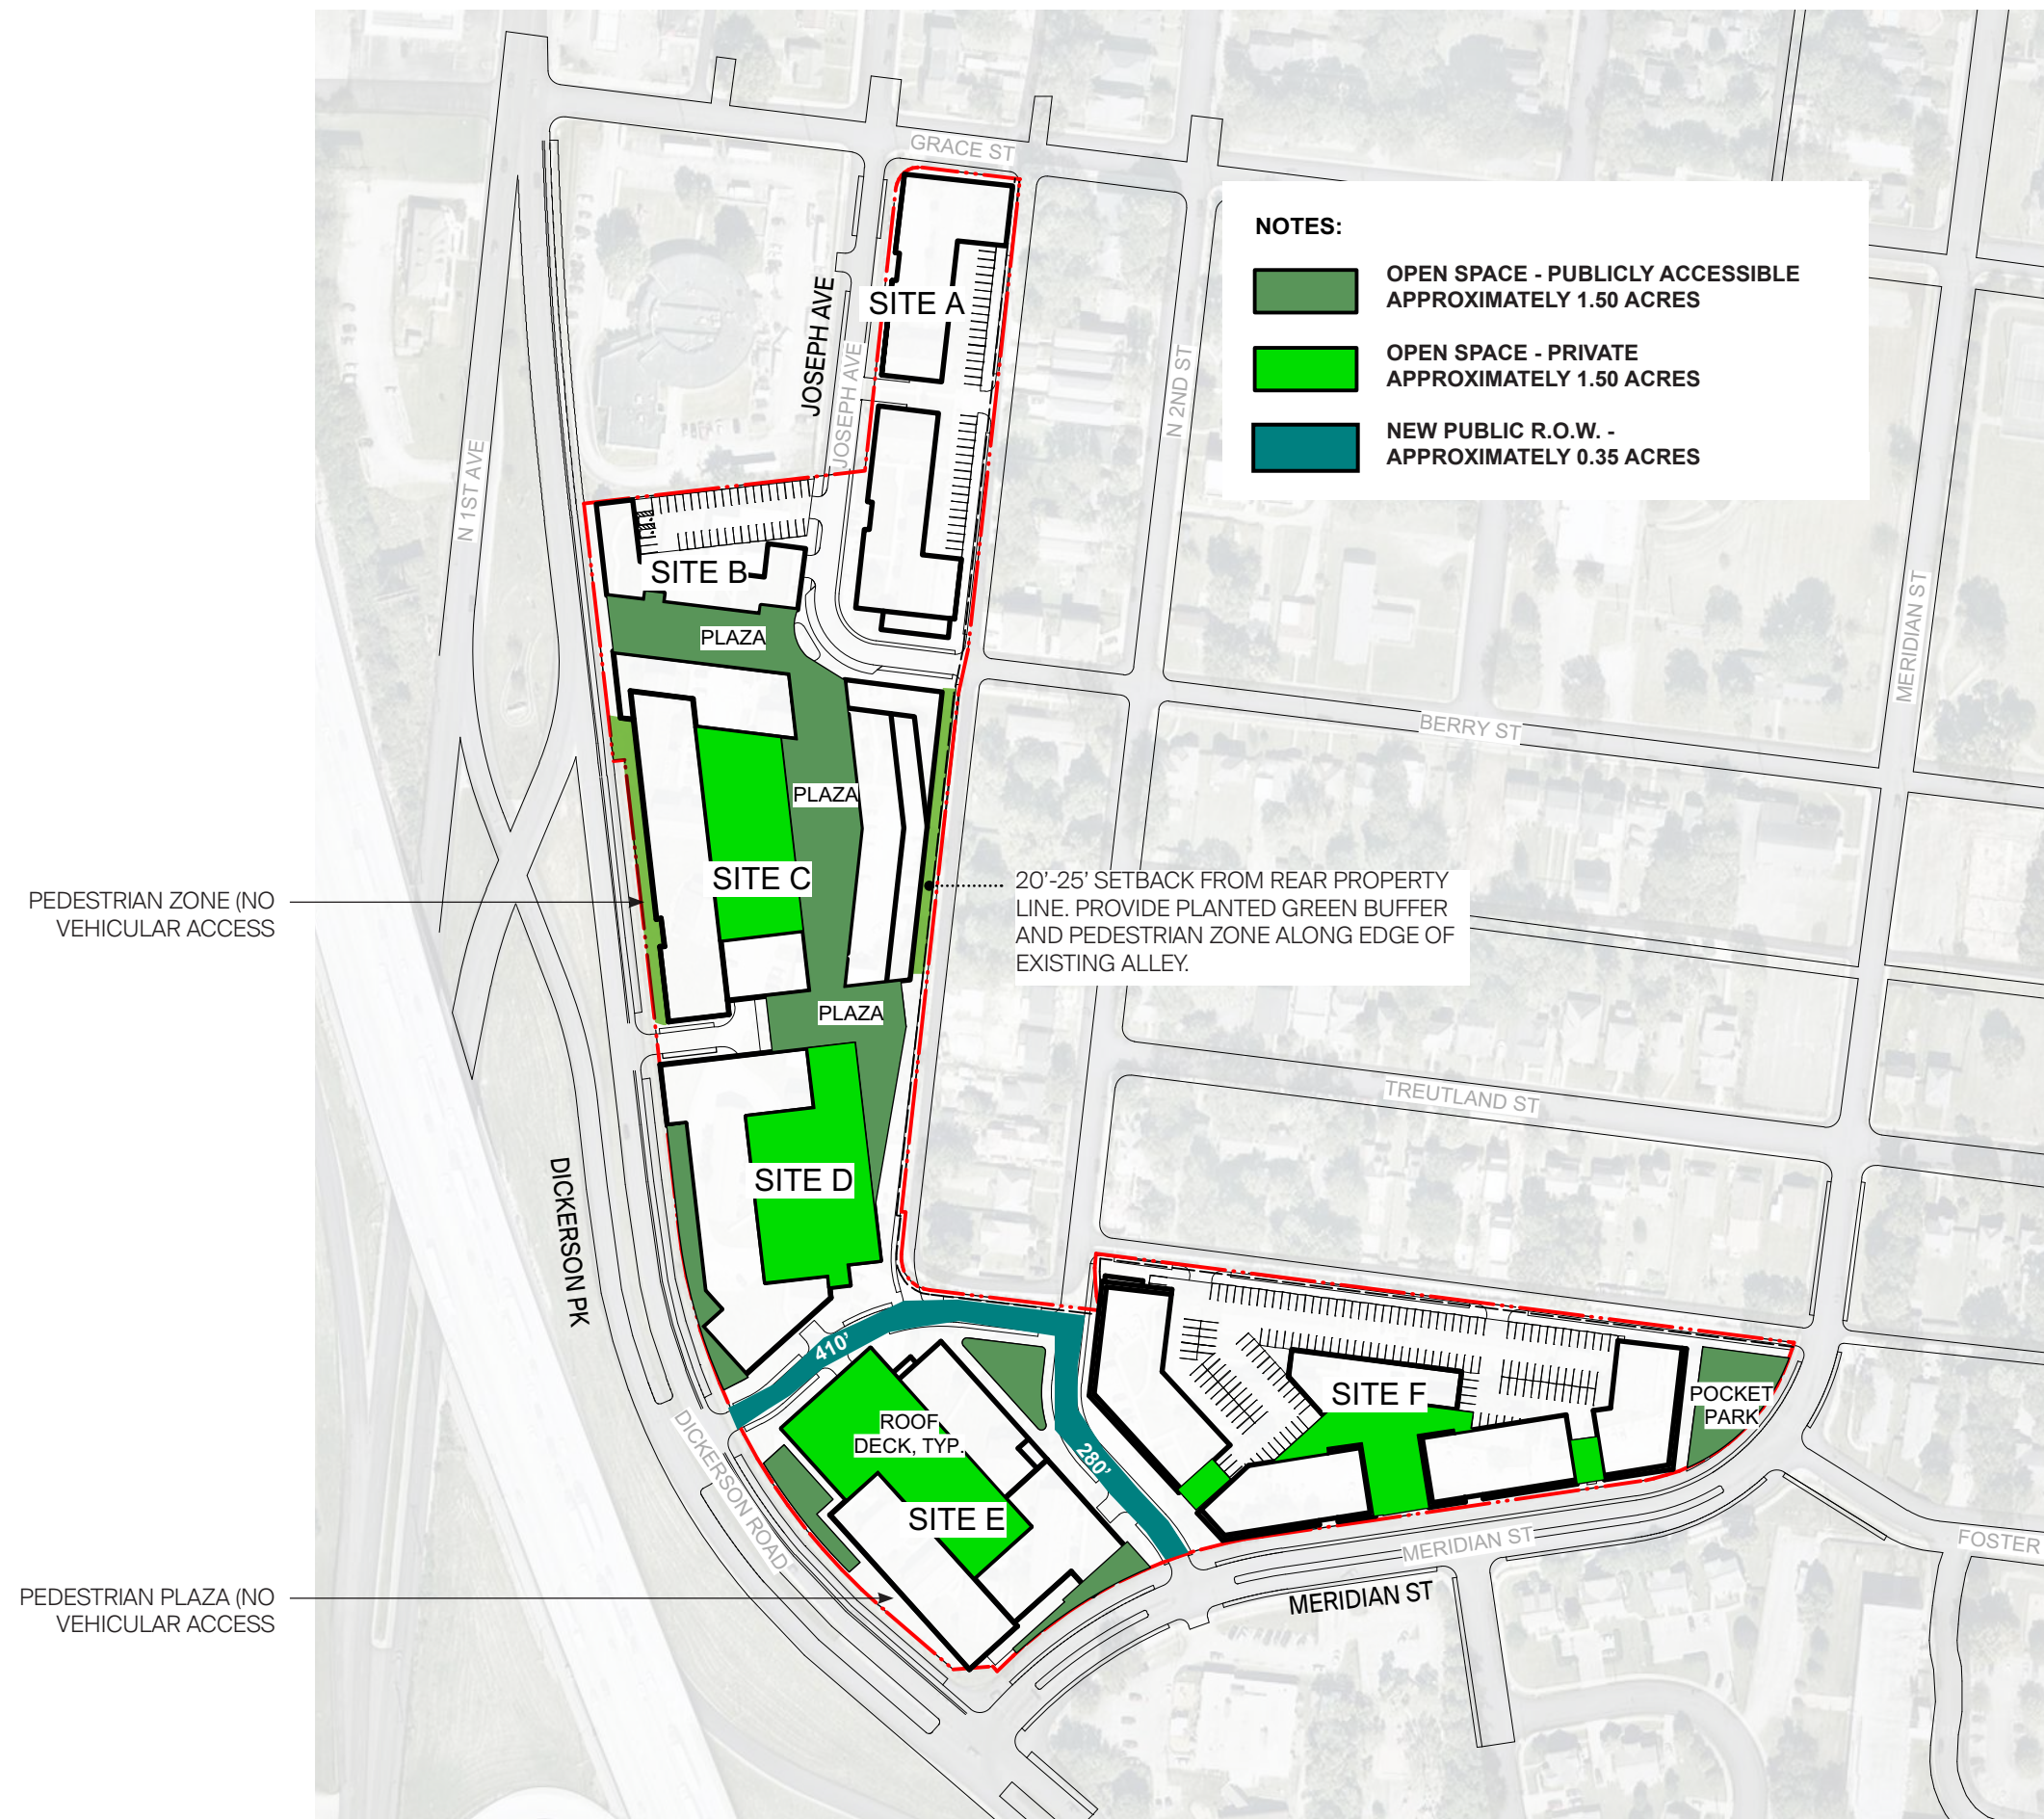 GRACE ST
NOTES:
OPEN SPACE - PUBLICLY ACCESSIBLE
APPROXIMATELY 1.50 ACRES
OPEN SPACE - PRIVATE
APPROXIMATELY 1.50 ACRES
NEW PUBLIC R.O.W. -
APPROXIMATELY 0.35 ACRES
SITE A
JOSEPH AVE
JOSEPH AVE
N 2ND ST
N 1ST AVE
SITE B
PLAZA
MERIDIAN ST
BERRY ST
PLAZA
SITE C
PEDESTRIAN ZONE (NO
VEHICULAR ACCESS
20'-25' SETBACK FROM REAR PROPERTY
LINE. PROVIDE PLANTED GREEN BUFFER
AND PEDESTRIAN ZONE ALONG EDGE OF
EXISTING ALLEY.
PLAZA
TREUTLAND ST
SITE D
DICKERSON PK
410'
SITE F
POCKET
PARK
ROOF
DECK, TYP.
280'
DICKERSON ROAD
SITE E
MERIDIAN ST
FOSTER
MERIDIAN ST
PEDESTRIAN PLAZA (NO
VEHICULAR ACCESS